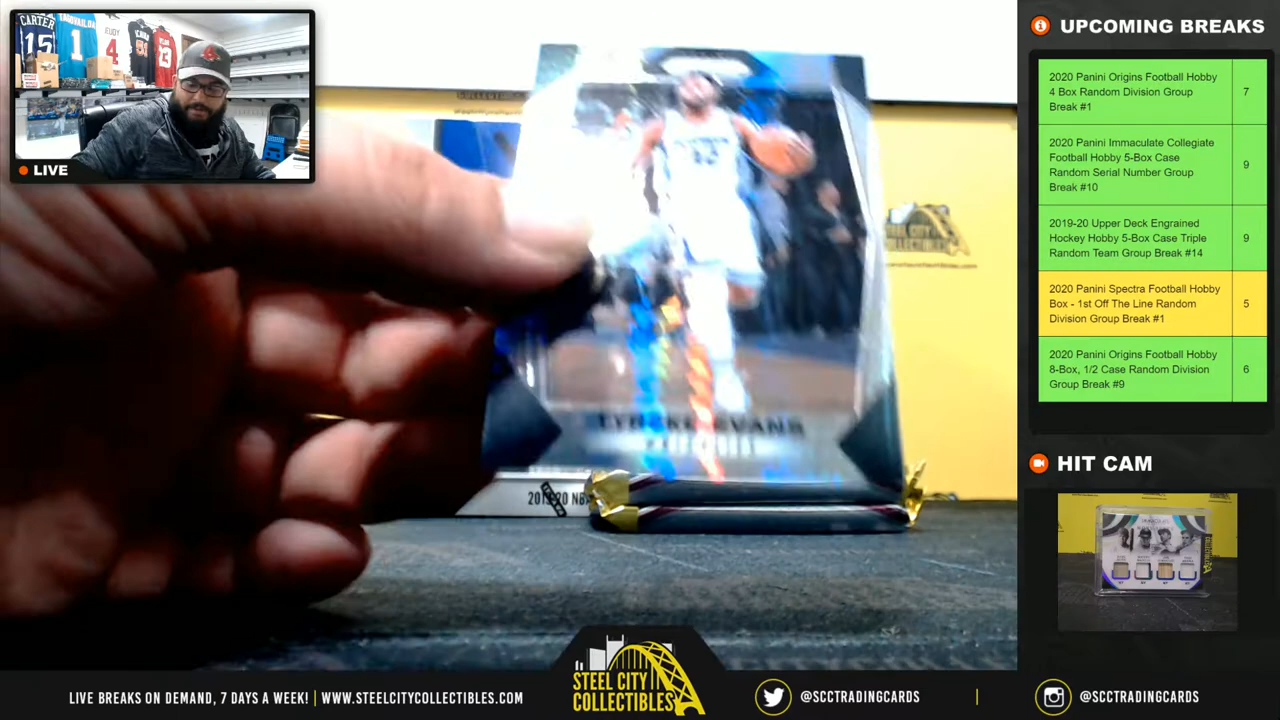 CARTER
15
TAGOVAILOA
1
JEUDY
4
LIVE
UPCOMING BREAKS
2020 Panini Origins Football Hobby
4 Box Random Division Group
Break #1
7
2020 Panini Immaculate Collegiate
Football Hobby 5-Box Case
Random Serial Number Group
Break #10
9
2019-20 Upper Deck Engrained
Hockey Hobby 5-Box Case Triple
Random Team Group Break #14
9
2020 Panini Spectra Football Hobby
Box - 1st Off The Line Random
Division Group Break #1
5
2020 Panini Origins Football Hobby
8-Box, 1/2 Case Random Division
Group Break #9
6
HIT CAM
STEEL CITY
COLLECTIBLES
EVANS
STEEL CITY
COLLECTIBLES
LIVE BREAKS ON DEMAND, 7 DAYS A WEEK! | WWW.STEELCITYCOLLECTIBLES.COM
@SCCTRADINGCARDS
@SCCTRADINGCARDS